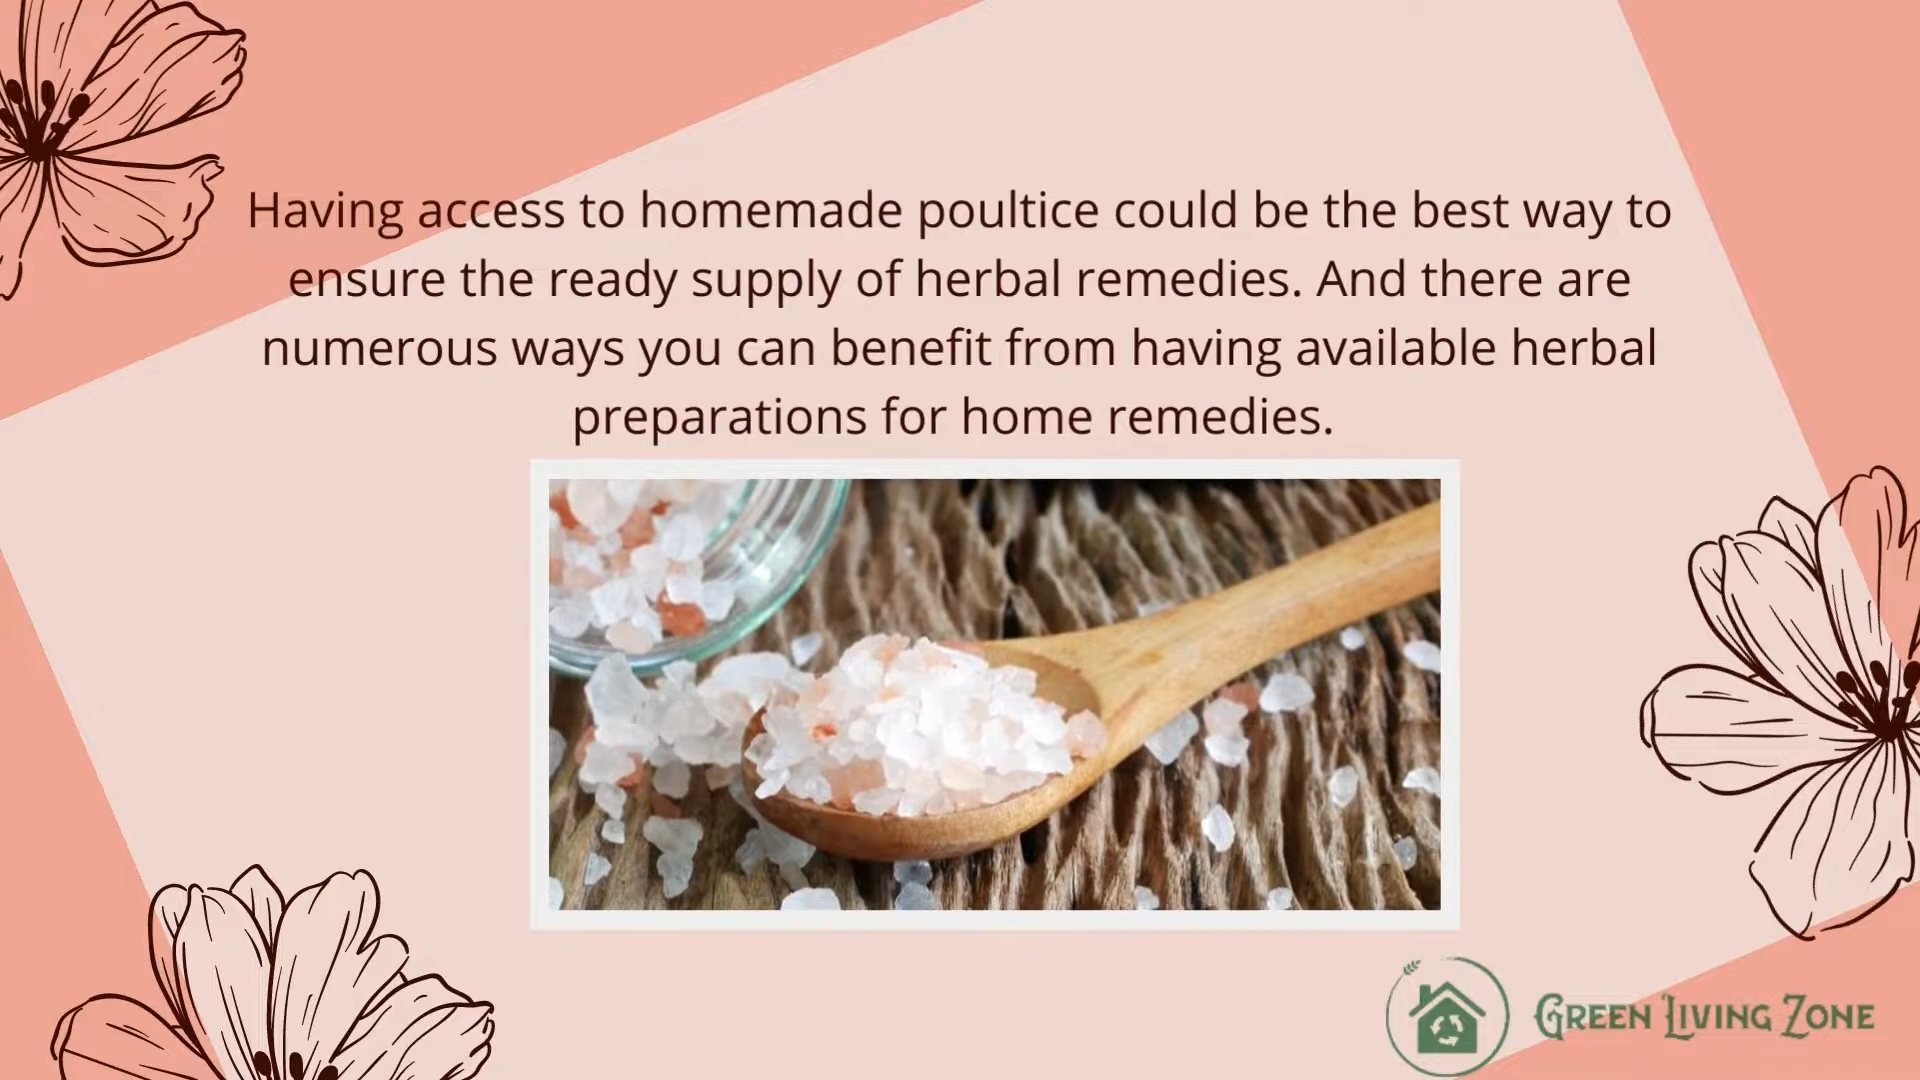 Having access to homemade poultice could be the best way to
ensure the ready supply of herbal remedies. And there are
numerous ways you can benefit from having available herbal
preparations for home remedies.
GREEN LIVING ZONE